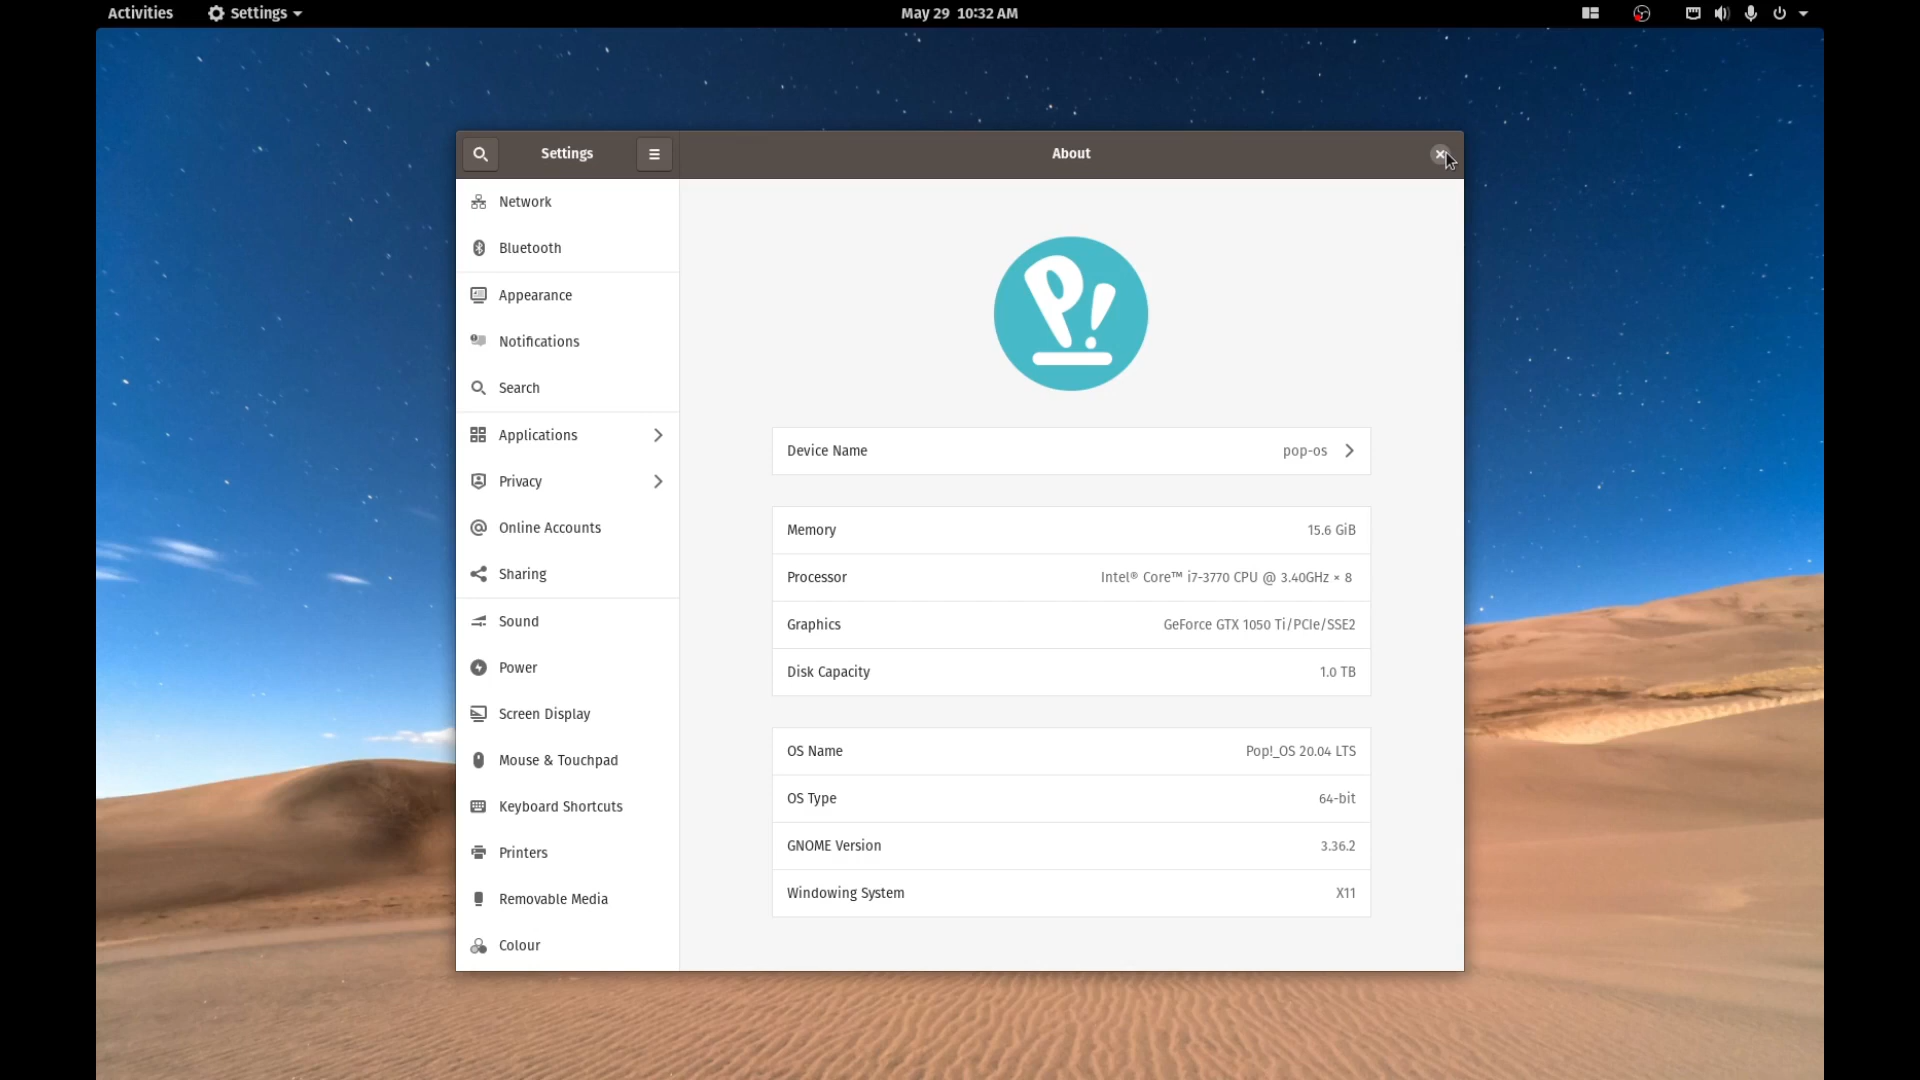 Activities
Settings
May 29 10:32 AM
Settings
About
Network
Bluetooth
Appearance
Notifications
Search
Applications
Privacy
Online Accounts
Sharing
Sound
Power
Screen Display
Mouse & Touchpad
Keyboard Shortcuts
Printers
Removable Media
Colour
P!
Device Name pop-os
Memory 15.6 GiB
Processor Intel® Core™ i7-3770 CPU @ 3.40GHz × 8
Graphics GeForce GTX 1050 Ti/PCIe/SSE2
Disk Capacity 1.0 TB
OS Name Pop!_OS 20.04 LTS
OS Type 64-bit
GNOME Version 3.36.2
Windowing System X11